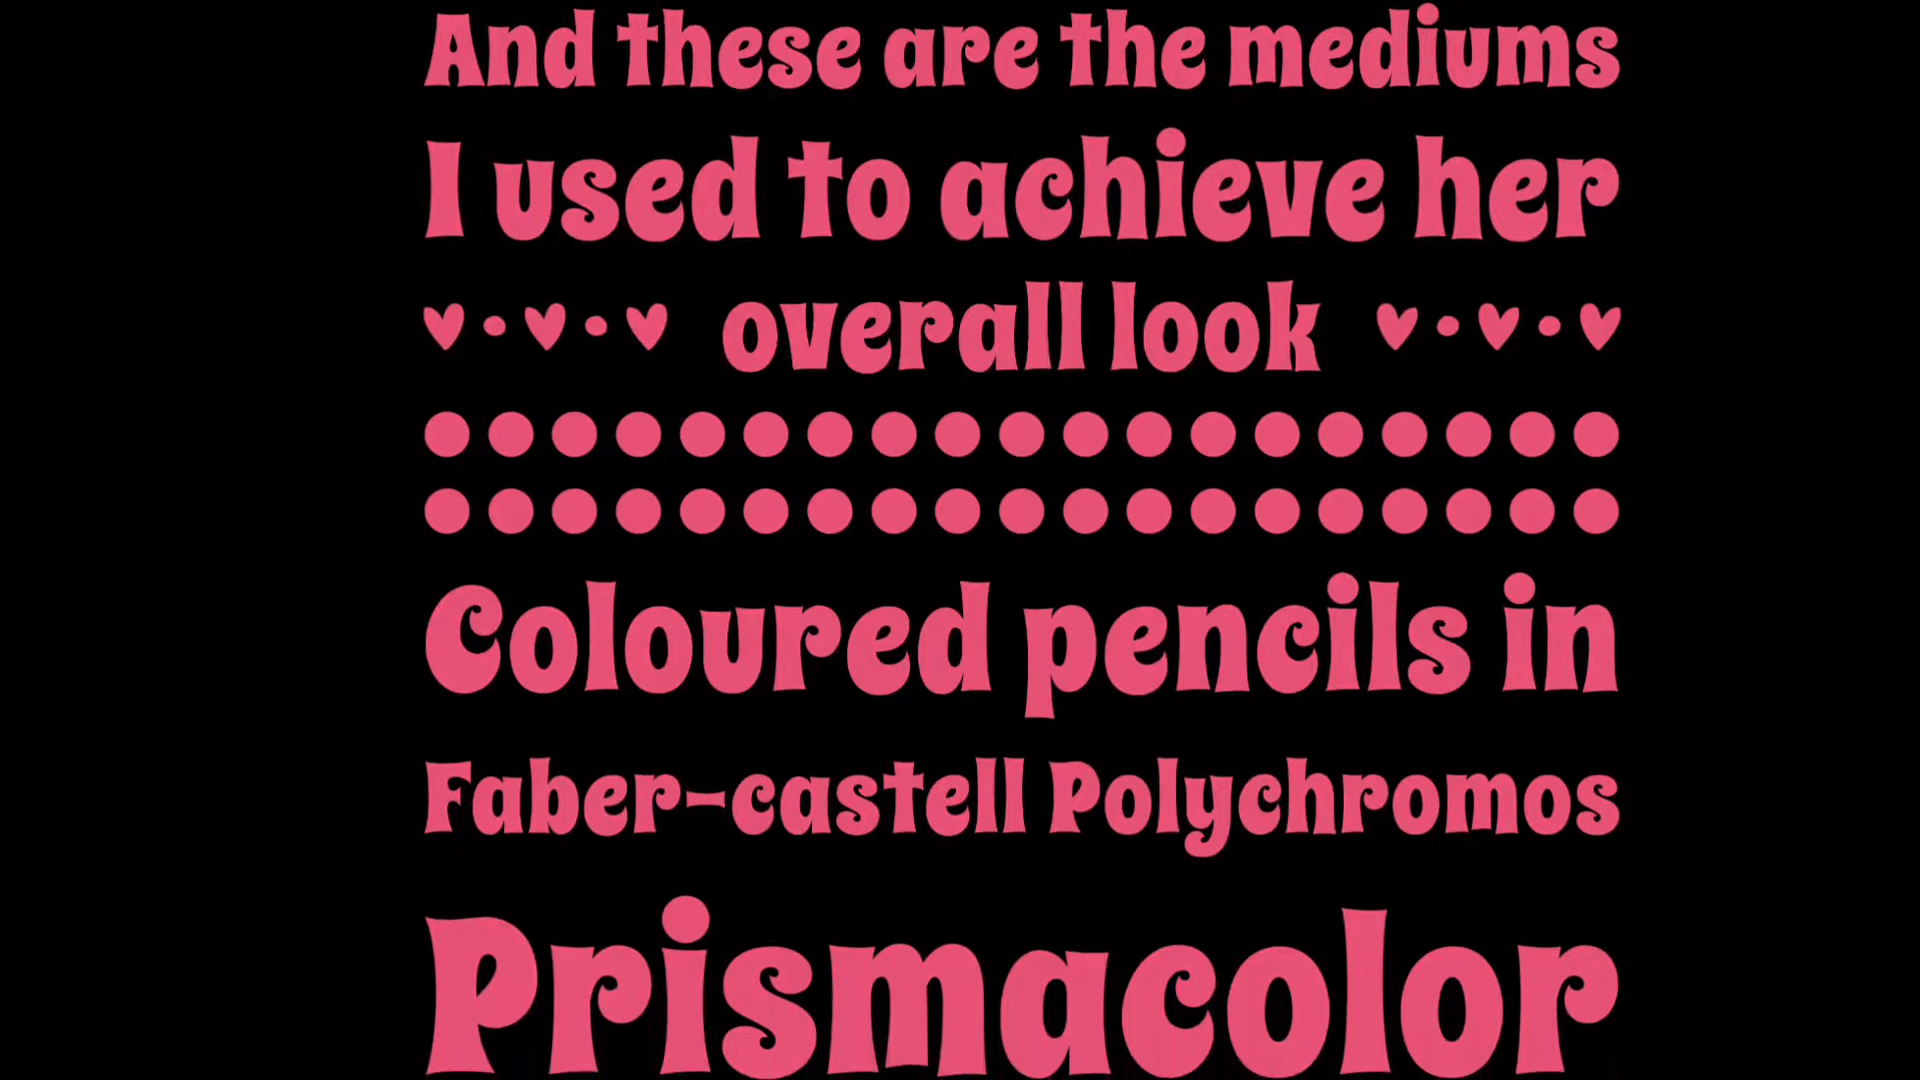 And these are the mediums
I used to achieve her
overall look
Coloured pencils in
Faber-castell Polychromos
Prismacolor